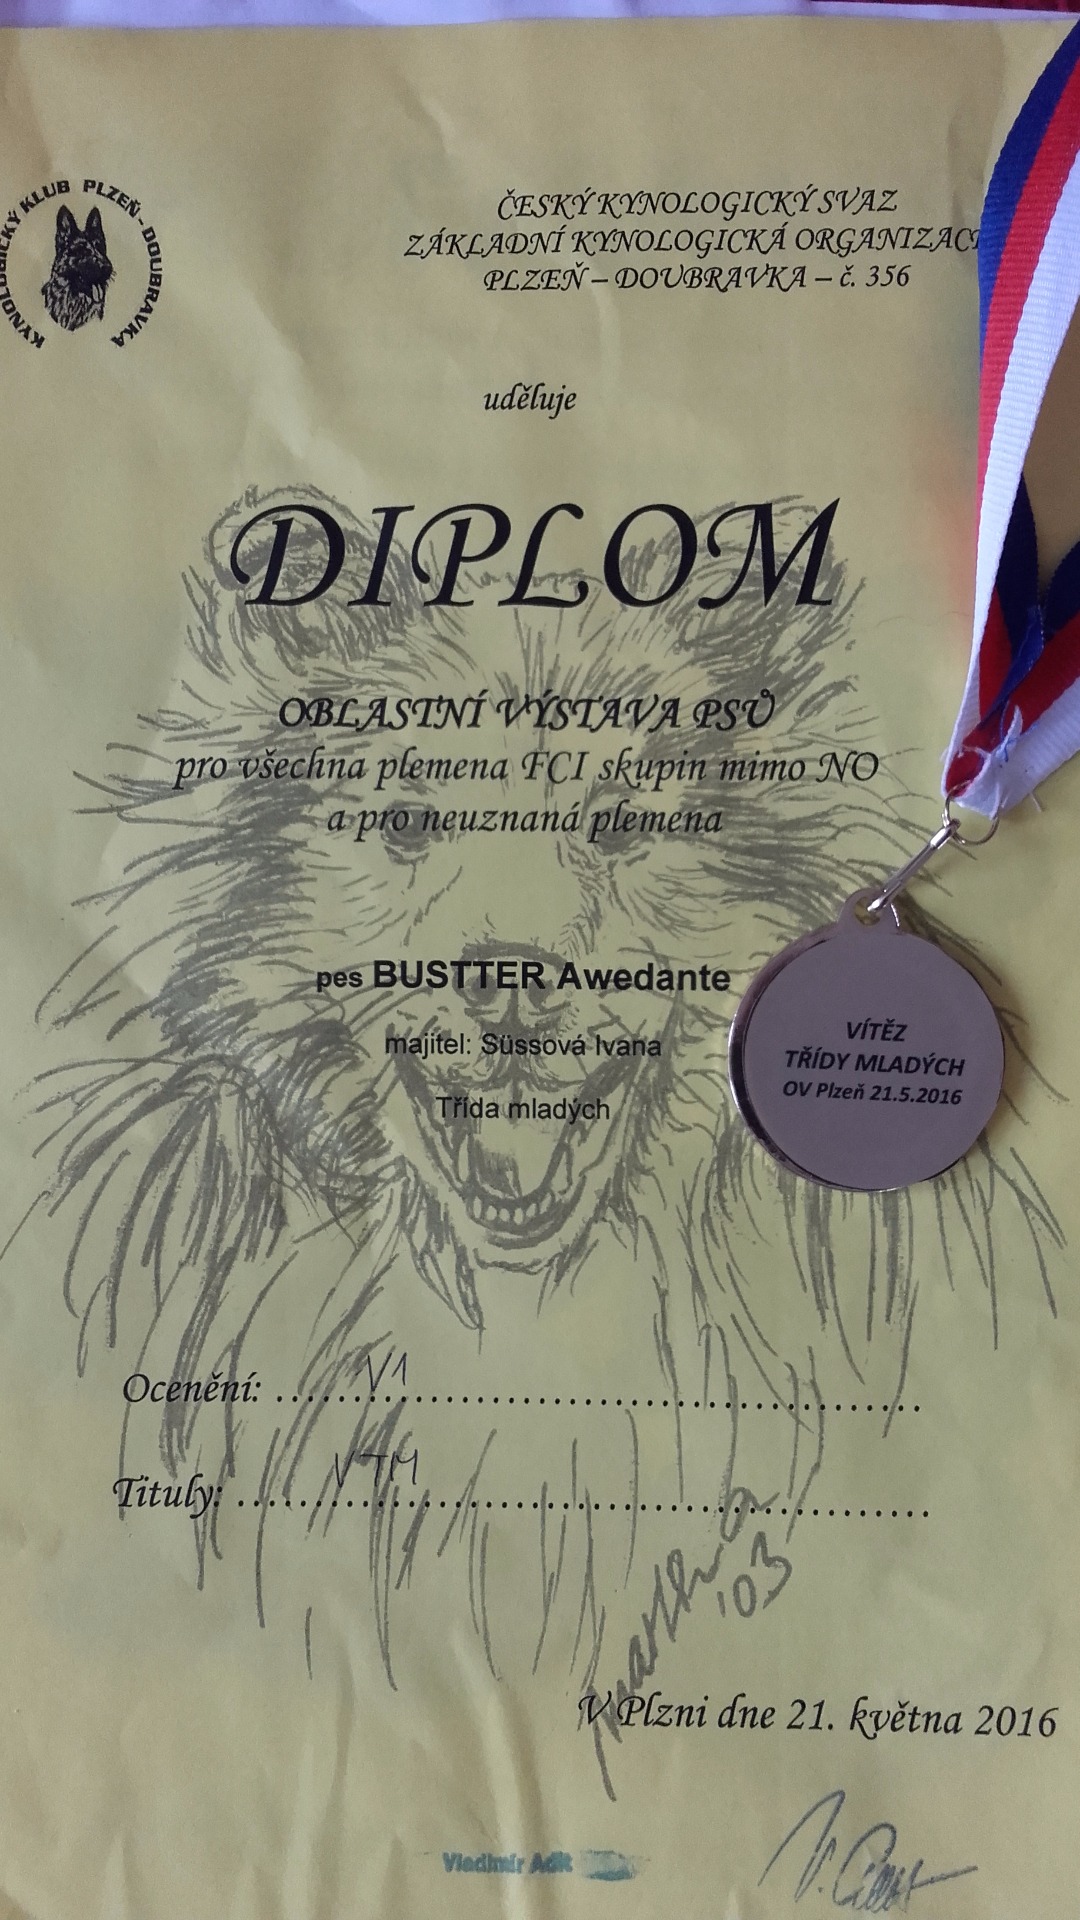 KYNOLOGICKÝ KLUB PLZEŇ-DOUBRAVKA
ČESKÝ KYNOLOGICKÝ SVAZ
ZÁKLADNÍ KYNOLOGICKÁ ORGANIZAC
PLZEŇ – DOUBRAVKA – č. 356
uděluje
DIPLOM
OBLASTNÍ VÝSTAVA PSŮ
pro všechna plemena FCI skupin mimo NO
a pro neuznaná plemena
pes BUSTTER Awedante
majitel: Süssová Ivana
Třída mladých
VÍTĚZ
TŘÍDY MLADÝCH
OV Plzeň 21.5.2016
Ocenění: V1
Tituly: VTM
'03
V Plzni dne 21. května 2016
Vladimír Adlt